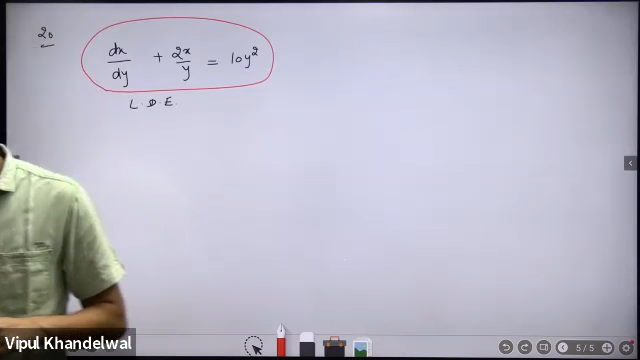 20
dx/dy + 2x/y = 10y²
L.D.E.
Vipul Khandelwal
5/5